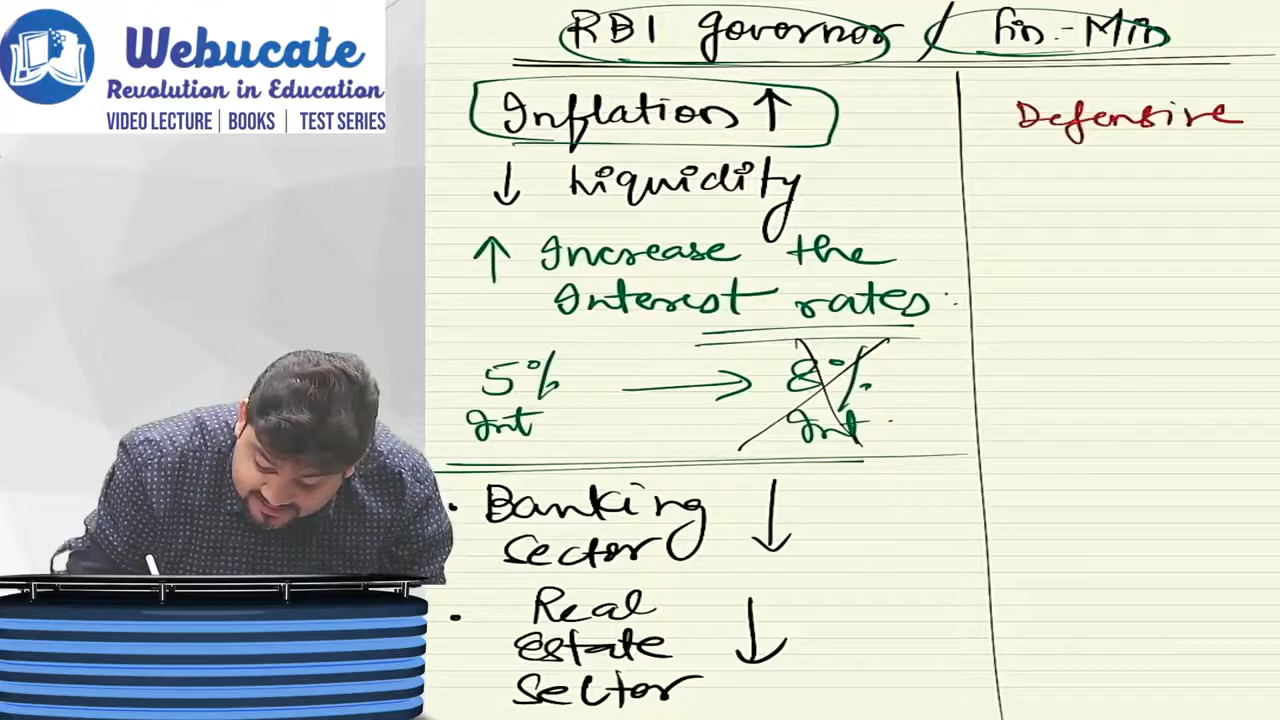 Webucate
Revolution in Education
VIDEO LECTURE | BOOKS | TEST SERIES
RBI governor / fin.-Min
Inflation ↑
↓ Liquidity
↑ Increase the
Interest rates
5% → 8%
Int Int
• Banking ↓
Sector
• Real
Estate ↓
Sector
Defensive